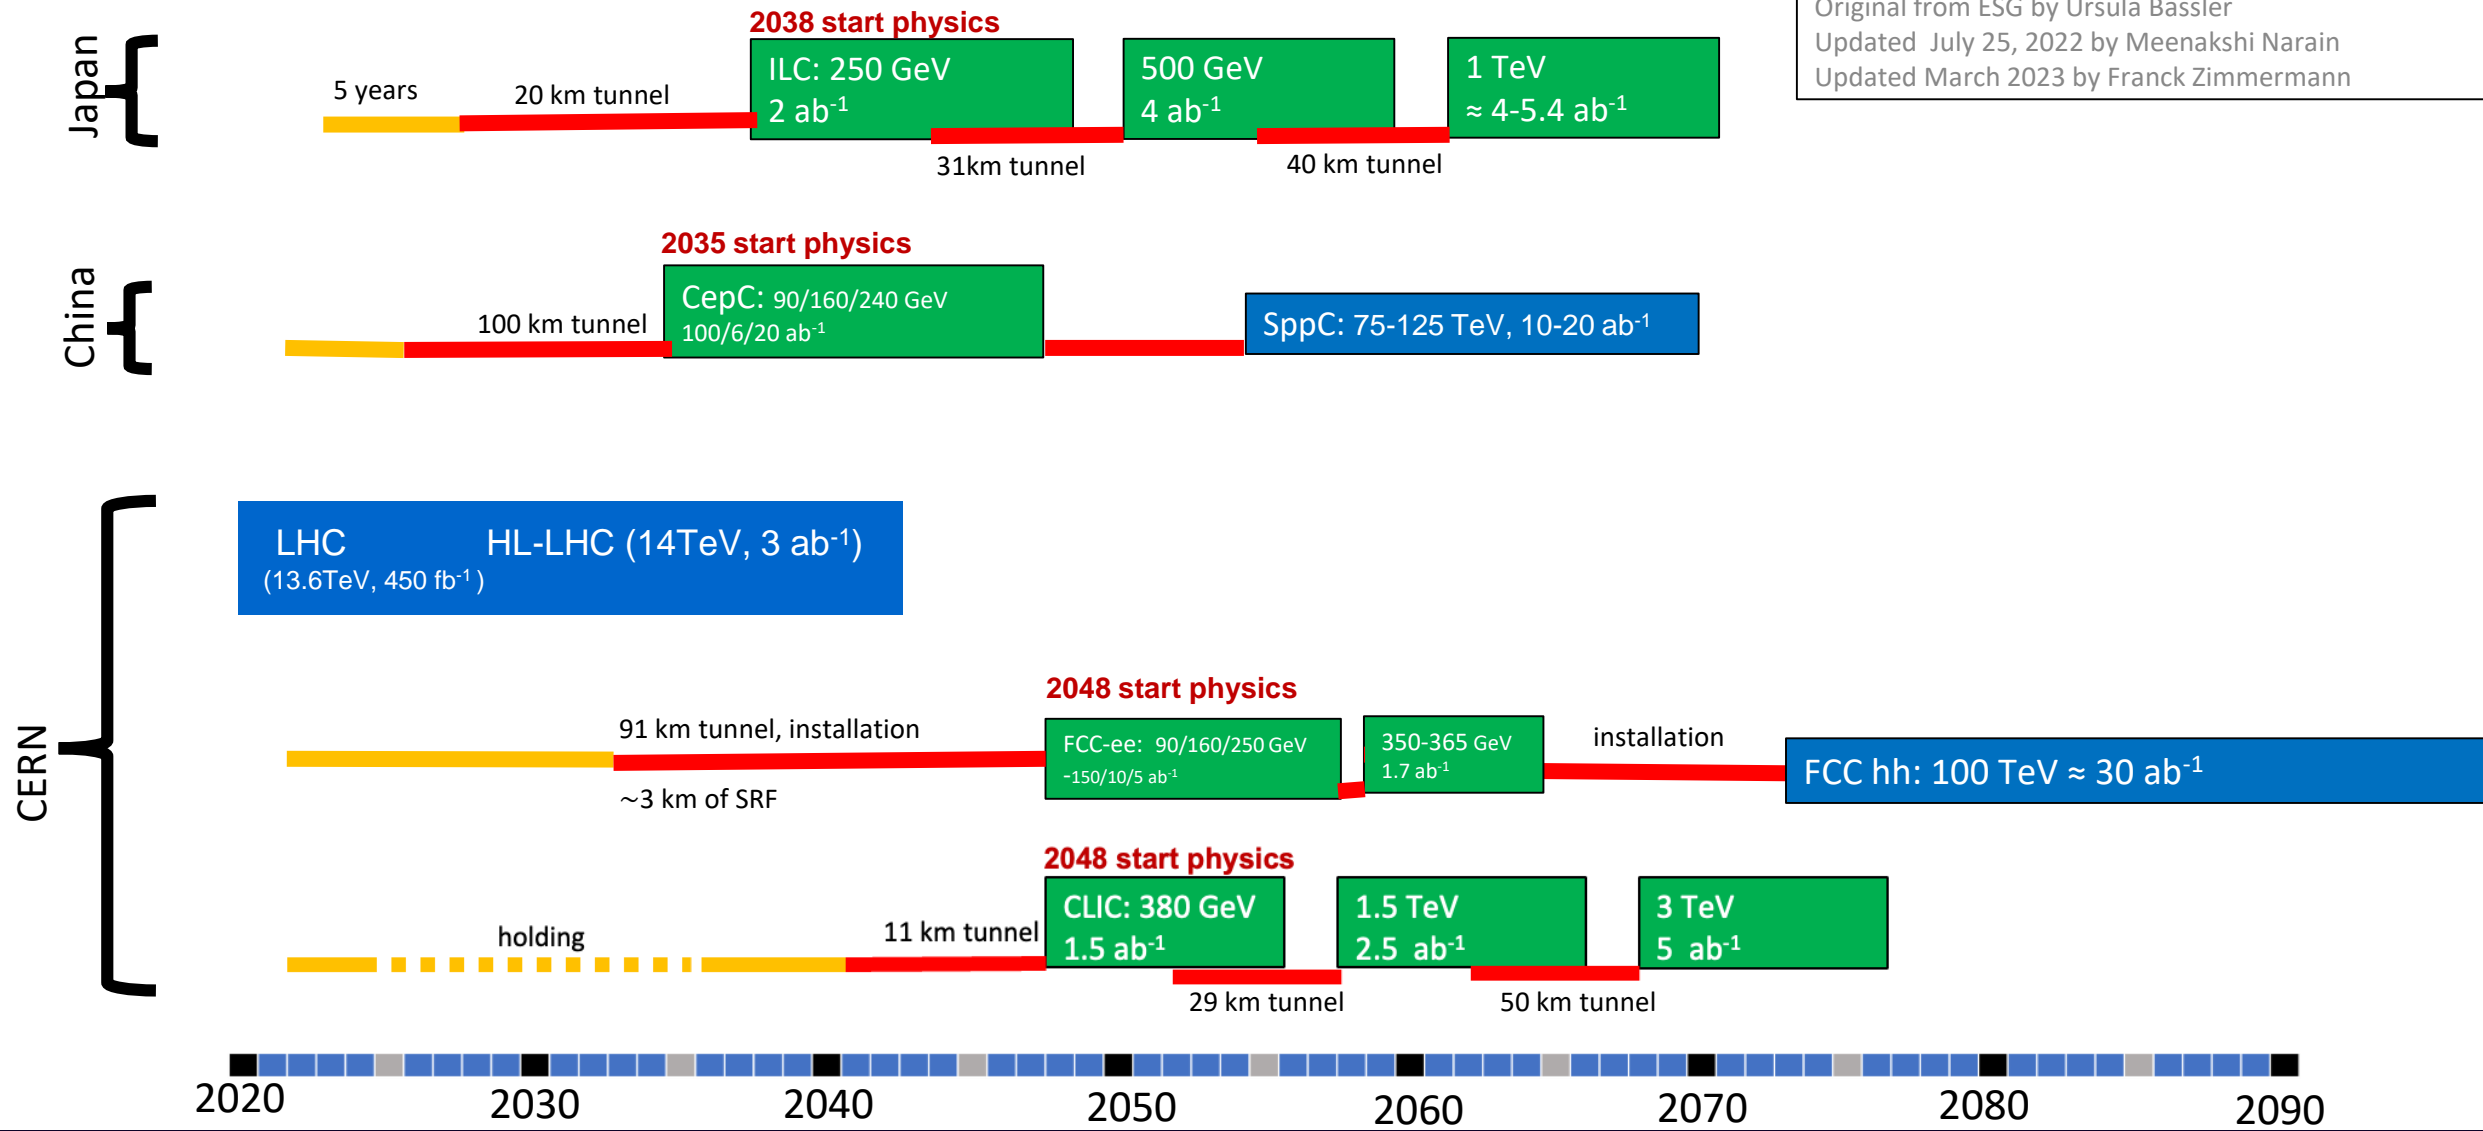 Original from ESG by Ursula Bassler
Updated  July 25, 2022 by Meenakshi Narain
Updated March 2023 by Franck Zimmermann
Japan
5 years
20 km tunnel
2038 start physics
ILC: 250 GeV
2 ab⁻¹
31km tunnel
500 GeV
4 ab⁻¹
40 km tunnel
1 TeV
≈ 4-5.4 ab⁻¹
China
100 km tunnel
2035 start physics
CepC: 90/160/240 GeV
100/6/20 ab⁻¹
SppC: 75-125 TeV, 10-20 ab⁻¹
CERN
LHC HL-LHC (14TeV, 3 ab⁻¹)
(13.6TeV, 450 fb⁻¹ )
91 km tunnel, installation
~3 km of SRF
2048 start physics
FCC-ee: 90/160/250 GeV
-150/10/5 ab⁻¹
350-365 GeV
1.7 ab⁻¹
installation
FCC hh: 100 TeV ≈ 30 ab⁻¹
holding
11 km tunnel
2048 start physics
CLIC: 380 GeV
1.5 ab⁻¹
29 km tunnel
1.5 TeV
2.5 ab⁻¹
50 km tunnel
3 TeV
5 ab⁻¹
2020 2030 2040 2050 2060 2070 2080 2090